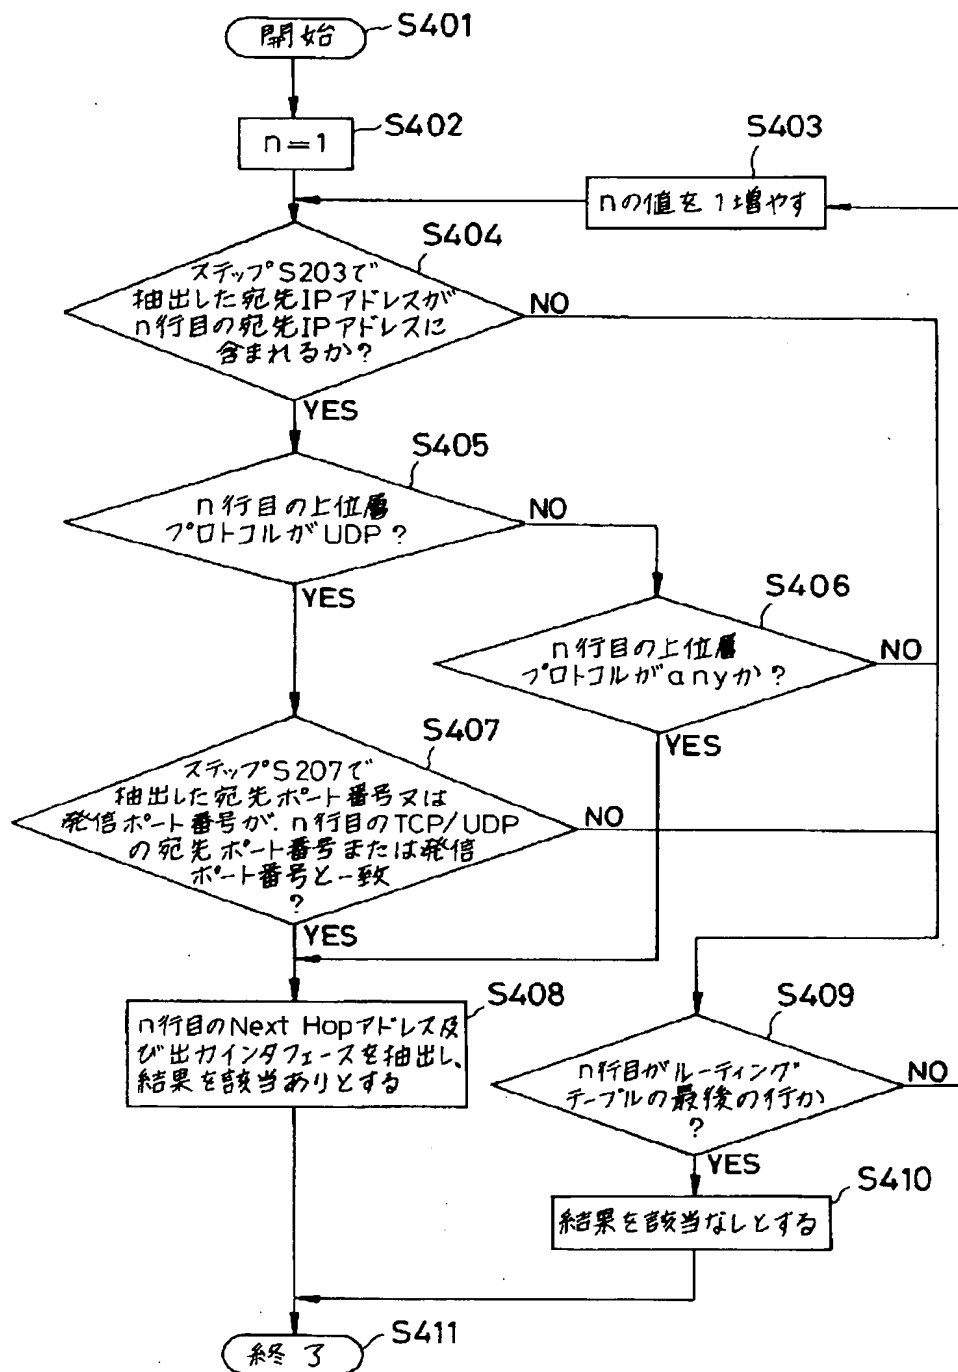 開始
S401
n=1
S402
S403
nの値を1増やす
S404
ステップS203で
抽出した宛先IPアドレスが
n行目の宛先IPアドレスに
含まれるか?
NO
YES
S405
n行目の上位層
プロトコルがUDP?
NO
YES
S406
n行目の上位層
プロトコルがanyか?
NO
YES
S407
ステップS207で
抽出した宛先ポート番号又は
発信ポート番号が、n行目のTCP/UDP
の宛先ポート番号または発信
ポート番号と一致
?
NO
YES
S408
n行目のNext Hopアドレス及
び出力インタフェースを抽出し、
結果を該当ありとする
S409
n行目がルーティング
テーブルの最後の行か
?
NO
YES
S410
結果を該当なしとする
S411
終了